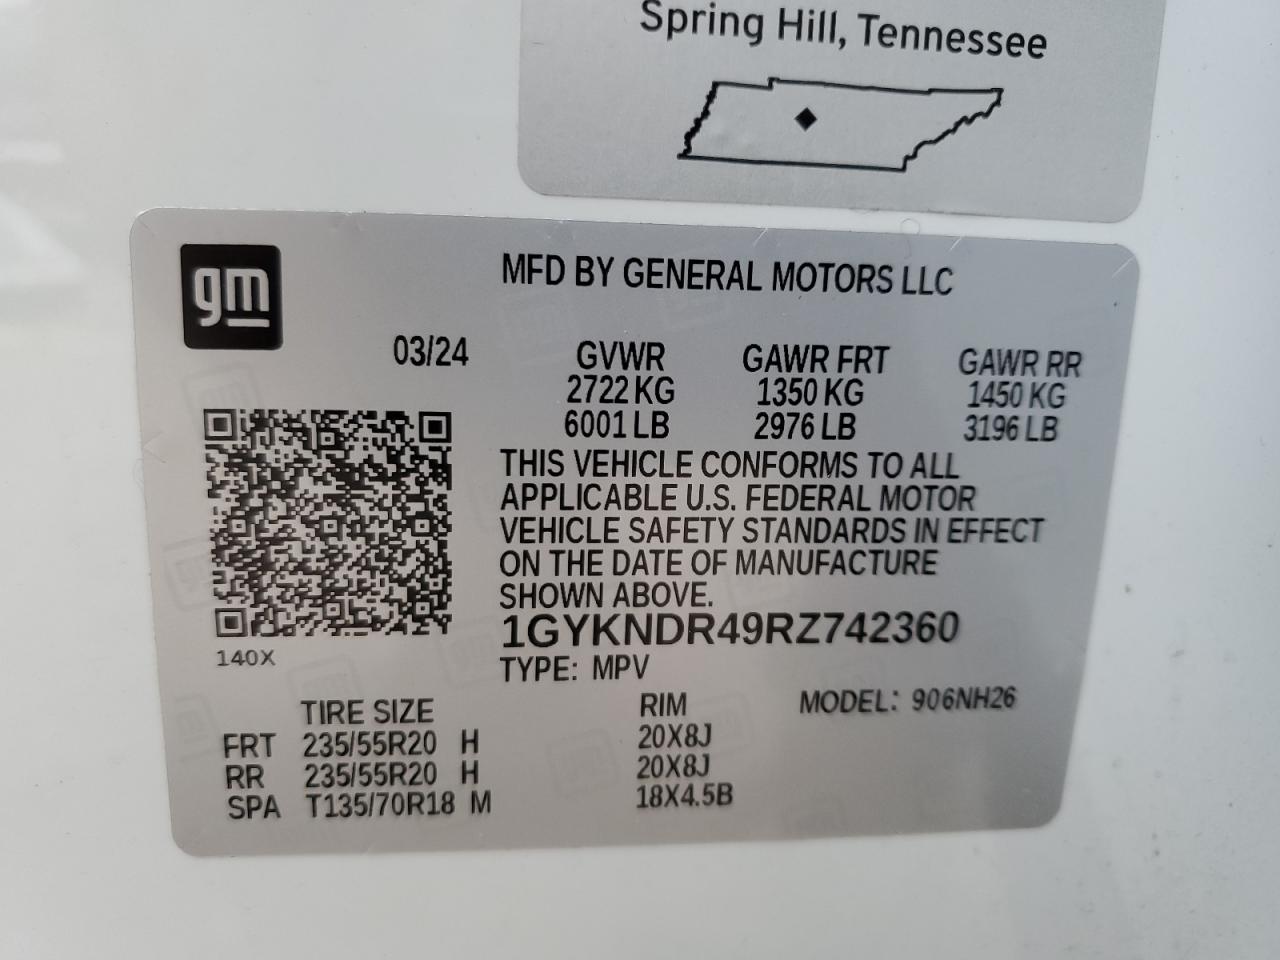 Spring Hill, Tennessee
gm
MFD BY GENERAL MOTORS LLC
03/24 GVWR GAWR FRT GAWR RR
2722 KG 1350 KG 1450 KG
6001 LB 2976 LB 3196 LB
THIS VEHICLE CONFORMS TO ALL
APPLICABLE U.S. FEDERAL MOTOR
VEHICLE SAFETY STANDARDS IN EFFECT
ON THE DATE OF MANUFACTURE
SHOWN ABOVE.
1GYKNDR49RZ742360
140X
TYPE: MPV
TIRE SIZE RIM MODEL: 906NH26
FRT 235/55R20 H 20X8J
RR 235/55R20 H 20X8J
SPA T135/70R18 M 18X4.5B